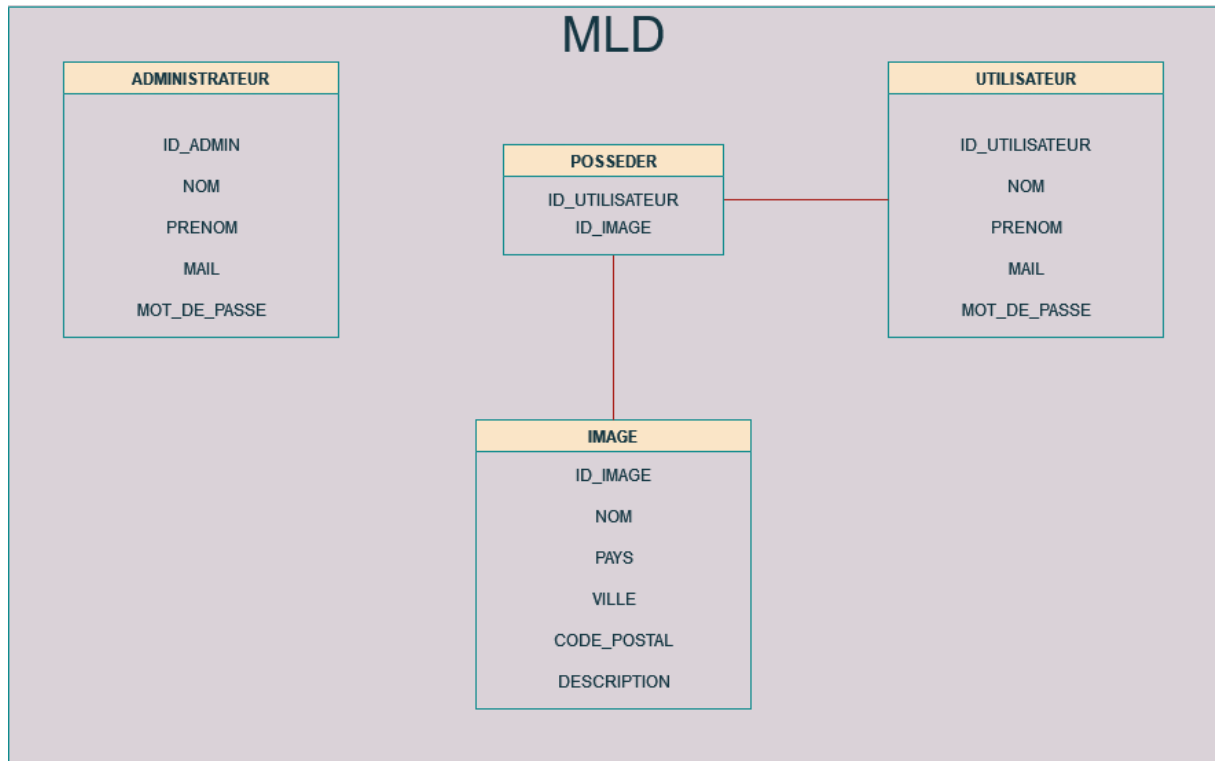 MLD
ADMINISTRATEUR
ID_ADMIN
NOM
PRENOM
MAIL
MOT_DE_PASSE
POSSEDER
ID_UTILISATEUR
ID_IMAGE
UTILISATEUR
ID_UTILISATEUR
NOM
PRENOM
MAIL
MOT_DE_PASSE
IMAGE
ID_IMAGE
NOM
PAYS
VILLE
CODE_POSTAL
DESCRIPTION